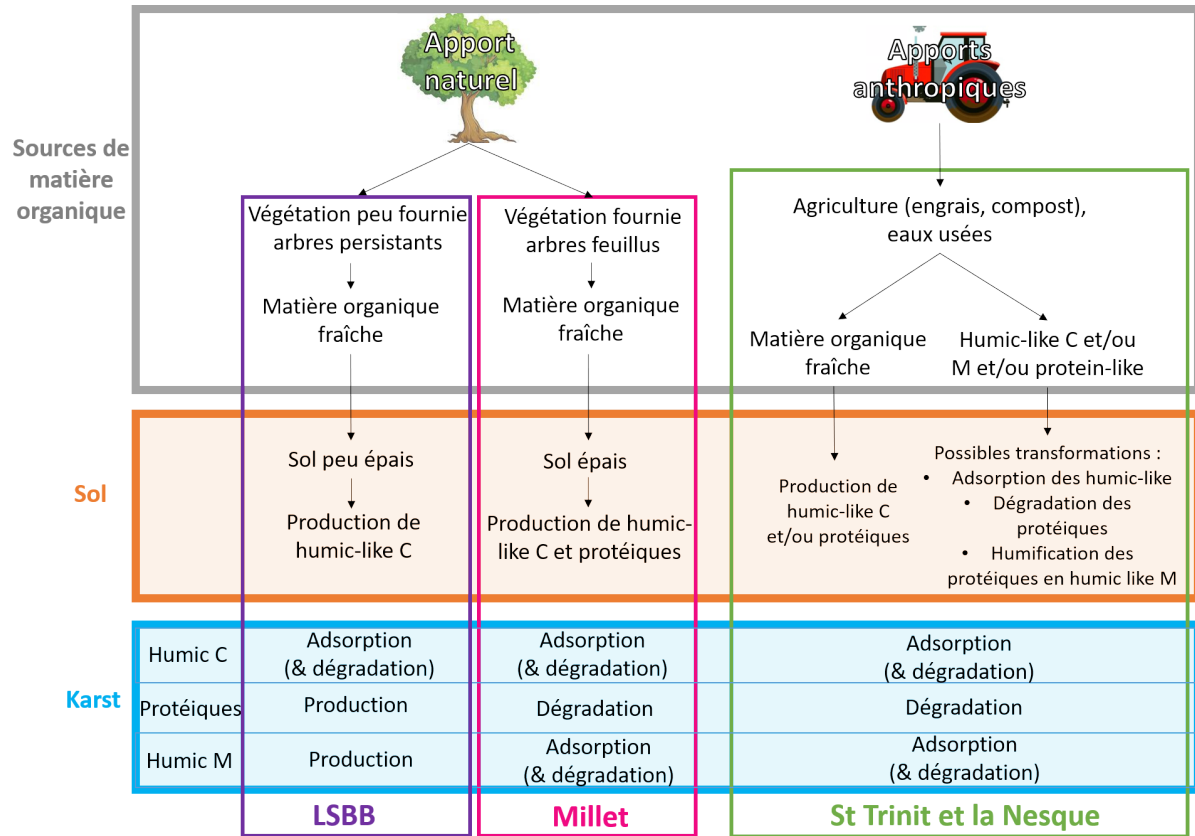 Apport
naturel
Apports
anthropiques
Sources de
matière
organique
Végétation peu fournie
arbres persistants
Matière organique
fraîche
Végétation fournie
arbres feuillus
Matière organique
fraîche
Agriculture (engrais, compost),
eaux usées
Matière organique
fraîche
Humic-like C et/ou
M et/ou protein-like
Sol
Sol peu épais
Production de
humic-like C
Sol épais
Production de humic-
like C et protéiques
Production de
humic-like C
et/ou protéiques
Possibles transformations :
• Adsorption des humic-like
• Dégradation des
protéiques
• Humification des
protéiques en humic like M
Karst
Humic C
Adsorption
(& dégradation)
Adsorption
(& dégradation)
Adsorption
(& dégradation)
Protéiques
Production
Dégradation
Dégradation
Humic M
Production
Adsorption
(& dégradation)
Adsorption
(& dégradation)
LSBB
Millet
St Trinit et la Nesque